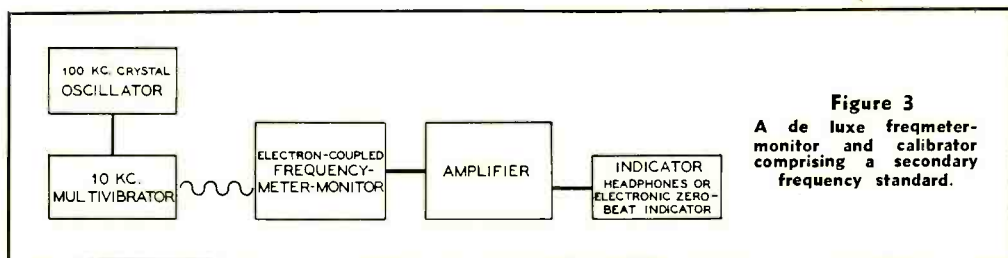 100 KC. CRYSTAL
OSCILLATOR
10 KC.
MULTIVIBRATOR
ELECTRON-COUPLED
FREQUENCY-
METER-MONITOR
AMPLIFIER
INDICATOR
HEADPHONES OR
ELECTRONIC ZERO-
BEAT INDICATOR
Figure 3
A de luxe freqmeter-
monitor and calibrator
comprising a secondary
frequency standard.